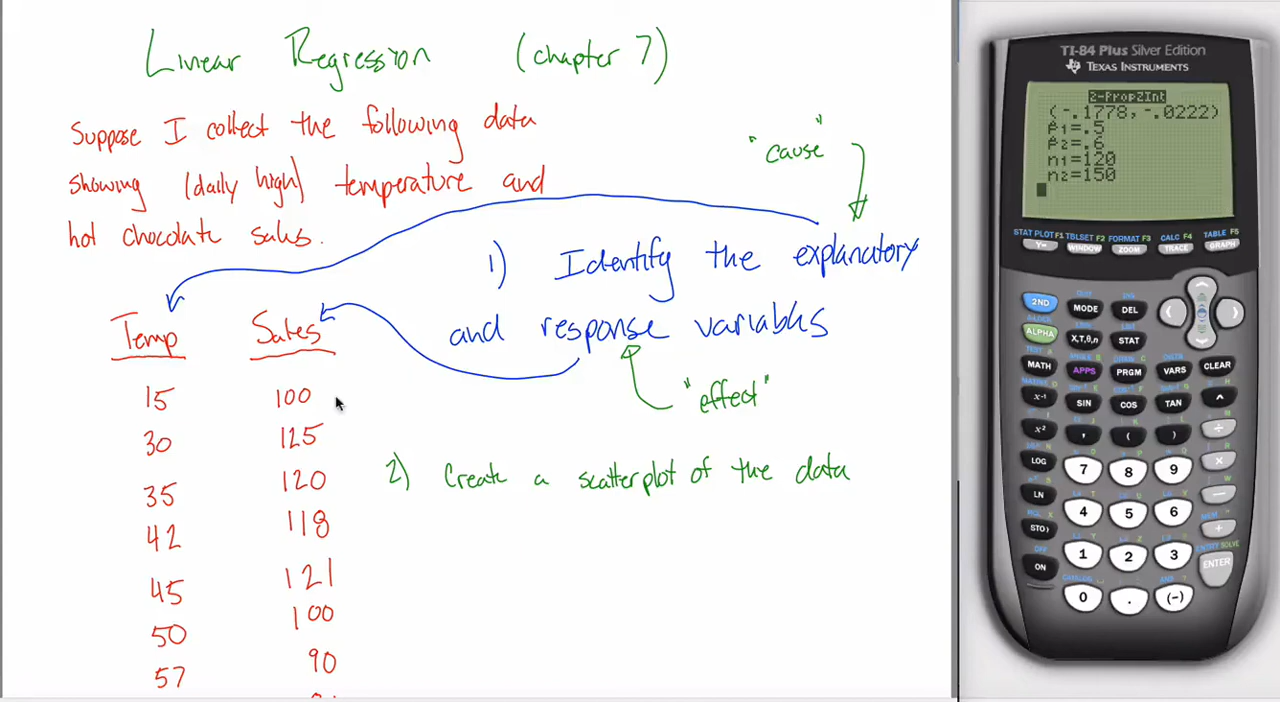 Linear Regression (chapter 7)
Suppose I collect the following data
showing (daily high) temperature and
hot chocolate sales.
"cause"
1) Identify the explanatory
and response variables
"effect"
2) Create a scatterplot of the data
Temp Sales
15 100
30 125
35 120
42 118
45 121
50 100
57 90
TI-84 Plus Silver Edition
TEXAS INSTRUMENTS
2-PropZInt
(-.1778,-.0222)
p̂1=.5
p̂2=.6
n1=120
n2=150
STAT PLOT F1 TBLSET F2 FORMAT F3 CALC F4 TABLE F5
Y= WINDOW ZOOM TRACE GRAPH
2ND MODE DEL
ALPHA X,T,θ,n STAT
MATH APPS PRGM VARS CLEAR
x⁻¹ SIN COS TAN ^
x² , ( ) ÷
LOG 7 8 9 ×
LN 4 5 6 −
STO› 1 2 3 +
ON 0 . (-) ENTER